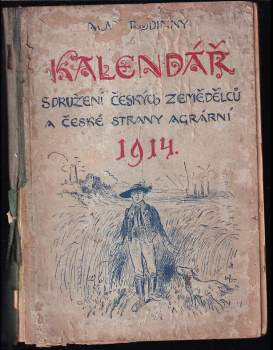 RODINNÝ
KALENDÁŘ
SDRUŽENÍ ČESKÝCH ZEMĚDĚLCŮ
A ČESKÉ STRANY AGRÁRNÍ
1914.